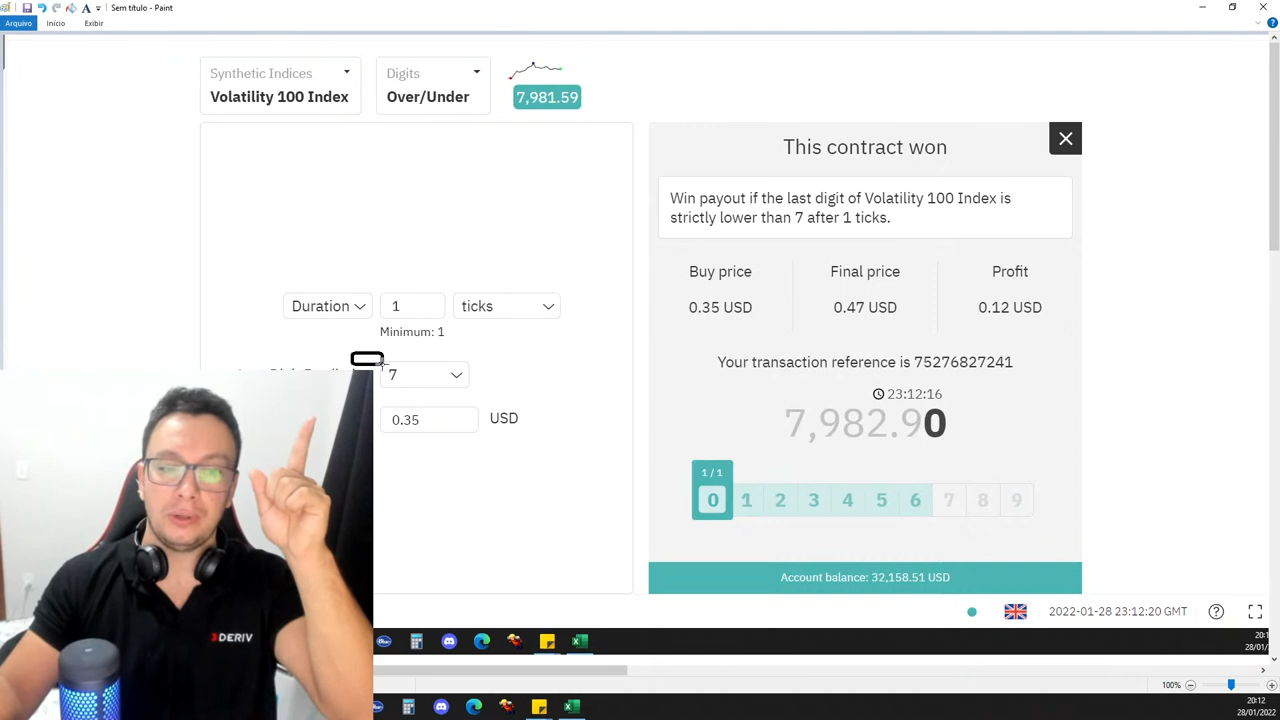 Sem título - Paint
Arquivo Início Exibir
Synthetic Indices
Volatility 100 Index
Digits
Over/Under
7,981.59
This contract won
Win payout if the last digit of Volatility 100 Index is
strictly lower than 7 after 1 ticks.
Buy price Final price Profit
0.35 USD 0.47 USD 0.12 USD
Duration 1 ticks
Minimum: 1
7
0.35 USD
Your transaction reference is 75276827241
23:12:16
7,982.90
1 / 1
0 1 2 3 4 5 6 7 8 9
Account balance: 32,158.51 USD
2022-01-28 23:12:20 GMT
DERIV
28/01/
100%
20:12
28/01/2022